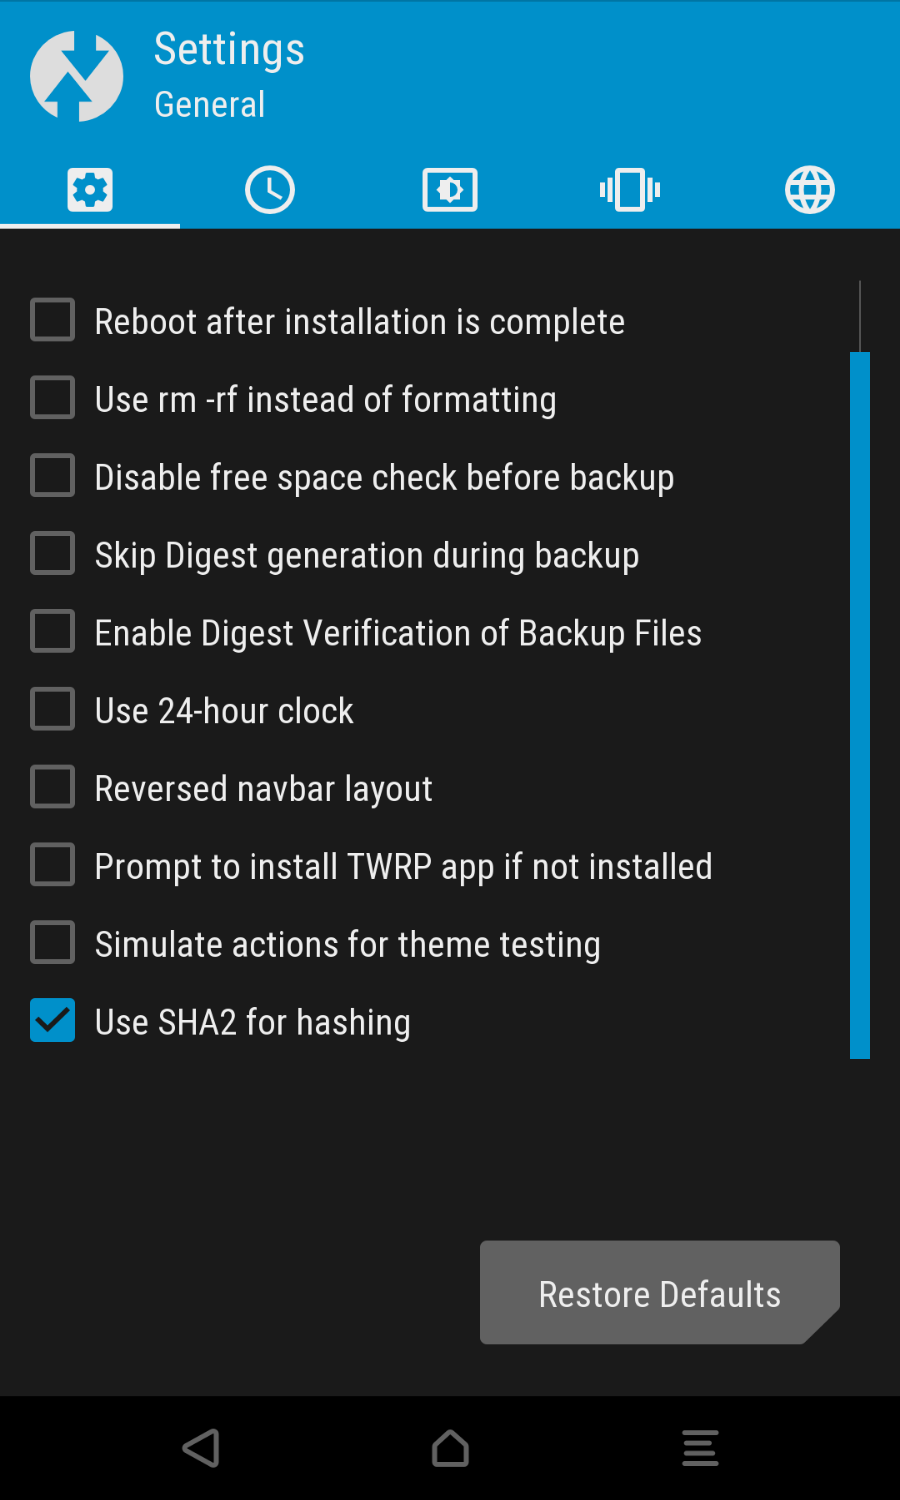 Settings
General
Reboot after installation is complete
Use rm -rf instead of formatting
Disable free space check before backup
Skip Digest generation during backup
Enable Digest Verification of Backup Files
Use 24-hour clock
Reversed navbar layout
Prompt to install TWRP app if not installed
Simulate actions for theme testing
Use SHA2 for hashing
Restore Defaults